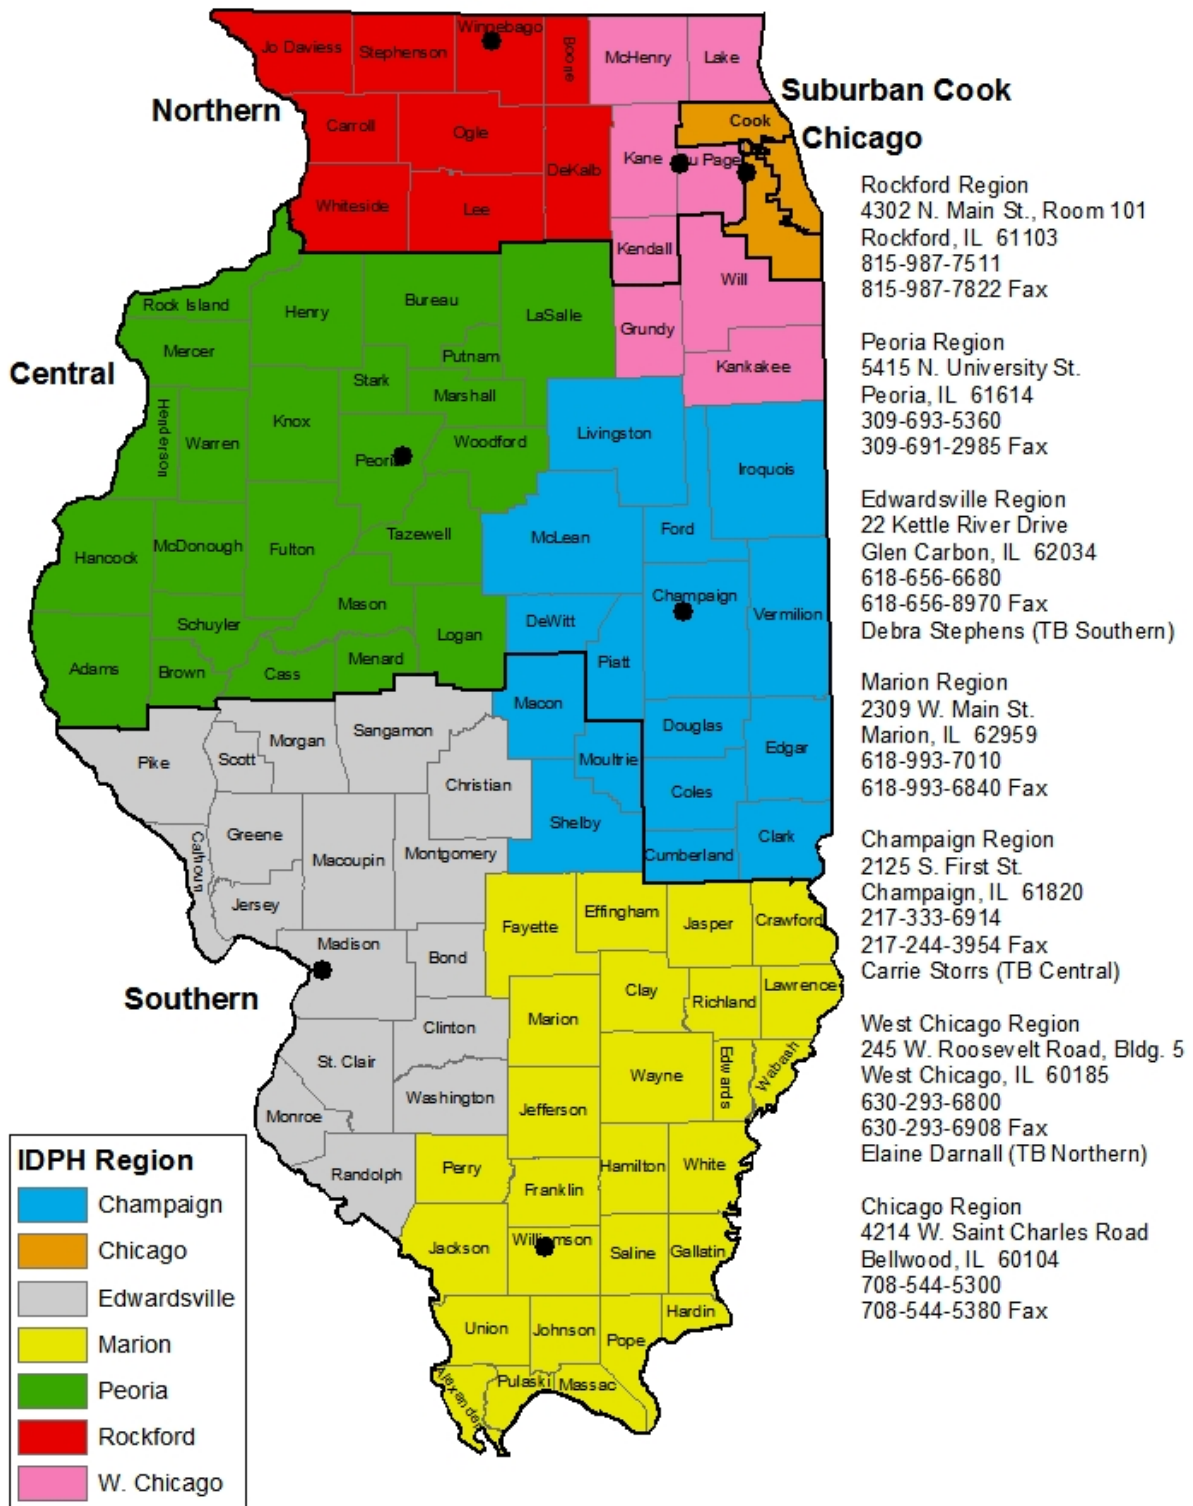 Winnebago
Jo Daviess
Stephenson
Boone
McHenry
Lake
Suburban Cook
Northern
Carroll
Ogle
Cook
Chicago
Kane
u Page
DeKalb
Whiteside
Lee
Kendall
Rock Island
Henry
Bureau
LaSalle
Will
Grundy
Mercer
Putnam
Kankakee
Central
Stark
Marshall
Henderson
Warren
Knox
Woodford
Livingston
Peoria
Iroquois
Hancock
McDonough
Fulton
Tazewell
McLean
Ford
Mason
Champaign
Schuyler
Logan
DeWitt
Vermilion
Adams
Brown
Cass
Menard
Piatt
Macon
Pike
Scott
Morgan
Sangamon
Christian
Moultrie
Douglas
Edgar
Coles
Shelby
Calhoun
Greene
Macoupin
Montgomery
Cumberland
Clark
Jersey
Fayette
Effingham
Jasper
Crawford
Madison
Bond
Southern
Clay
Richland
Lawrence
Marion
Clinton
St. Clair
Wayne
Edwards
Wabash
Washington
Monroe
Jefferson
Randolph
Perry
Hamilton
White
Franklin
Jackson
Williamson
Saline
Gallatin
Union
Johnson
Pope
Hardin
Alexander
Pulaski
Massac
Rockford Region
4302 N. Main St., Room 101
Rockford, IL 61103
815-987-7511
815-987-7822 Fax
Peoria Region
5415 N. University St.
Peoria, IL 61614
309-693-5360
309-691-2985 Fax
Edwardsville Region
22 Kettle River Drive
Glen Carbon, IL 62034
618-656-6680
618-656-8970 Fax
Debra Stephens (TB Southern)
Marion Region
2309 W. Main St.
Marion, IL 62959
618-993-7010
618-993-6840 Fax
Champaign Region
2125 S. First St.
Champaign, IL 61820
217-333-6914
217-244-3954 Fax
Carrie Storrs (TB Central)
West Chicago Region
245 W. Roosevelt Road, Bldg. 5
West Chicago, IL 60185
630-293-6800
630-293-6908 Fax
Elaine Darnall (TB Northern)
Chicago Region
4214 W. Saint Charles Road
Bellwood, IL 60104
708-544-5300
708-544-5380 Fax
IDPH Region
Champaign
Chicago
Edwardsville
Marion
Peoria
Rockford
W. Chicago